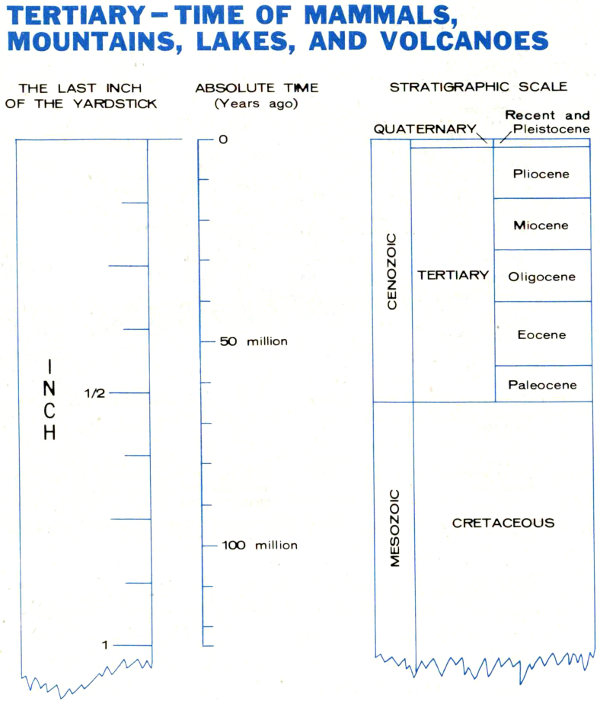 TERTIARY — TIME OF MAMMALS,
MOUNTAINS, LAKES, AND VOLCANOES
THE LAST INCH
OF THE YARDSTICK
ABSOLUTE TIME
(Years ago)
STRATIGRAPHIC SCALE
QUATERNARY
Recent and
Pleistocene
0
50 million
100 million
INCH
1/2
1
CENOZOIC
TERTIARY
Pliocene
Miocene
Oligocene
Eocene
Paleocene
MESOZOIC
CRETACEOUS